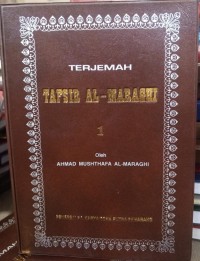 TERJEMAH
TAFSIR AL-MARAGHI
1
Oleh
AHMAD MUSHTHAFA AL-MARAGHI